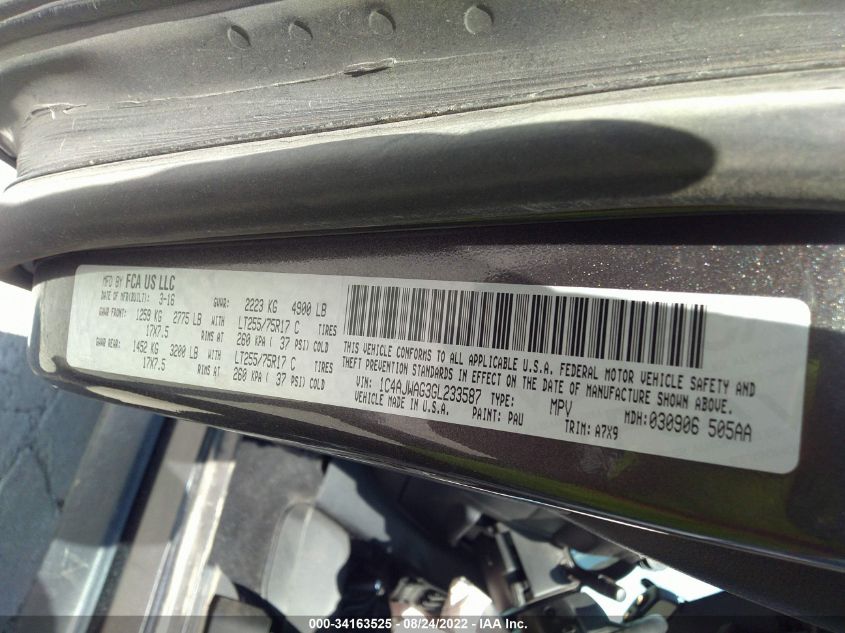 MFD BY FCA US LLC
DATE OF MFR(BUILT): 3-16 GVWR: 2223 KG 4900 LB
GAWR FRONT: 1259 KG 2775 LB WITH LT255/75R17 C TIRES
17X7.5 RIMS AT 260 KPA ( 37 PSI) COLD
GAWR REAR: 1452 KG 3200 LB WITH LT255/75R17 C TIRES
17X7.5 RIMS AT 260 KPA ( 37 PSI) COLD
THIS VEHICLE CONFORMS TO ALL APPLICABLE U.S.A. FEDERAL MOTOR VEHICLE SAFETY AND
THEFT PREVENTION STANDARDS IN EFFECT ON THE DATE OF MANUFACTURE SHOWN ABOVE.
VIN: 1C4AJWAG3GL233587 TYPE: MPV MDH:030906 505AA
VEHICLE MADE IN U.S.A. PAINT: PAU TRIM: A7X9
000-34163525 - 08/24/2022 - IAA Inc.